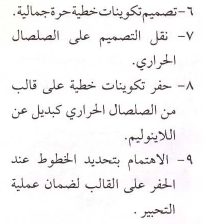 ٦- تصميم تكوينات خطية حرة جمالية.
٧- نقل التصميم على الصلصال
الحراري.
٨- حفر تكوينات خطية على قالب
من الصلصال الحراري كبديل عن
اللاينوليم.
٩- الاهتمام بتحديد الخطوط عند
الحفر على القالب لضمان عملية
التحبير .